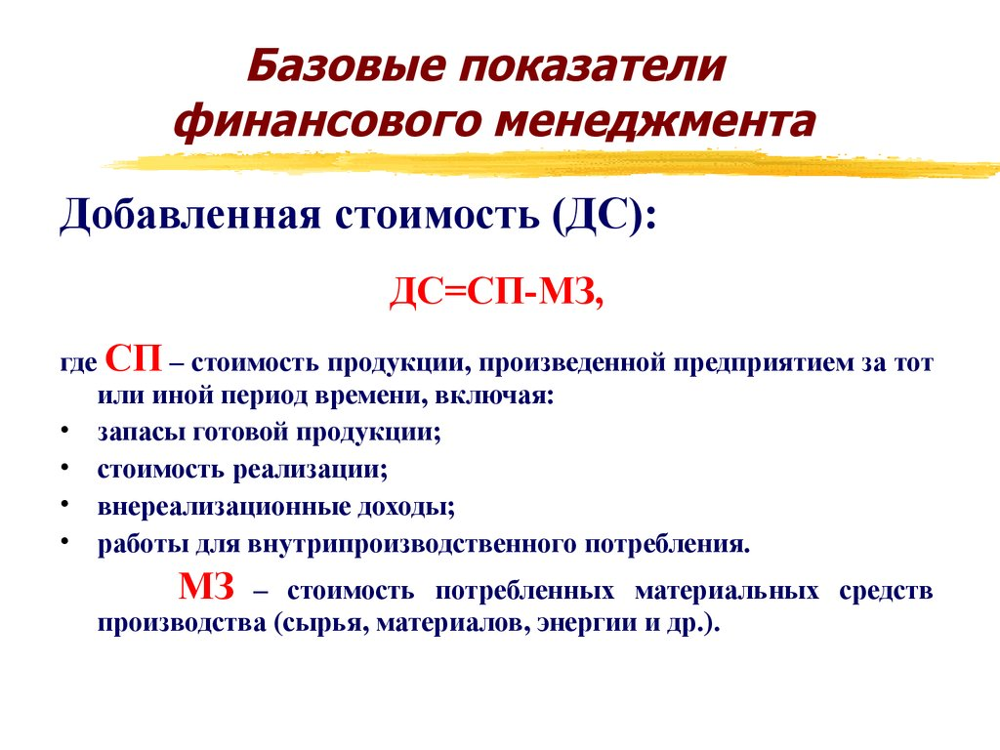 Базовые показатели
финансового менеджмента
Добавленная стоимость (ДС):
ДС=СП-МЗ,
где СП – стоимость продукции, произведенной предприятием за тот
или иной период времени, включая:
• запасы готовой продукции;
• стоимость реализации;
• внереализационные доходы;
• работы для внутрипроизводственного потребления.
МЗ – стоимость потребленных материальных средств
производства (сырья, материалов, энергии и др.).